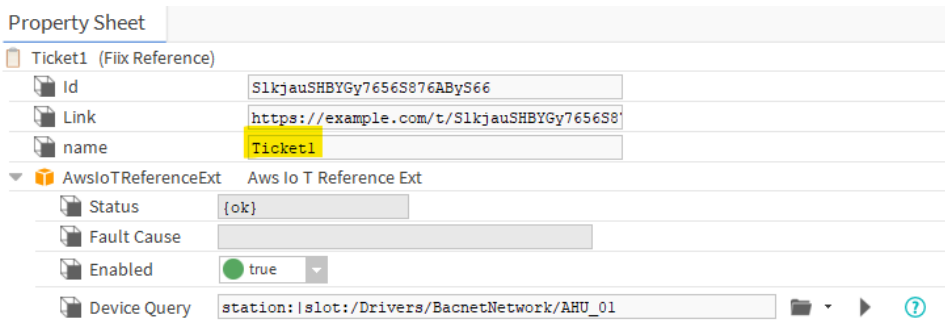 Property Sheet
Ticket1 (Fiix Reference)
Id SlkjauSHBYGy7656S876AByS66
Link https://example.com/t/SlkjauSHBYGy7656S8
name Ticket1
AwsIoTReferenceExt Aws Io T Reference Ext
Status {ok}
Fault Cause
Enabled true
Device Query station:|slot:/Drivers/BacnetNetwork/AHU_01